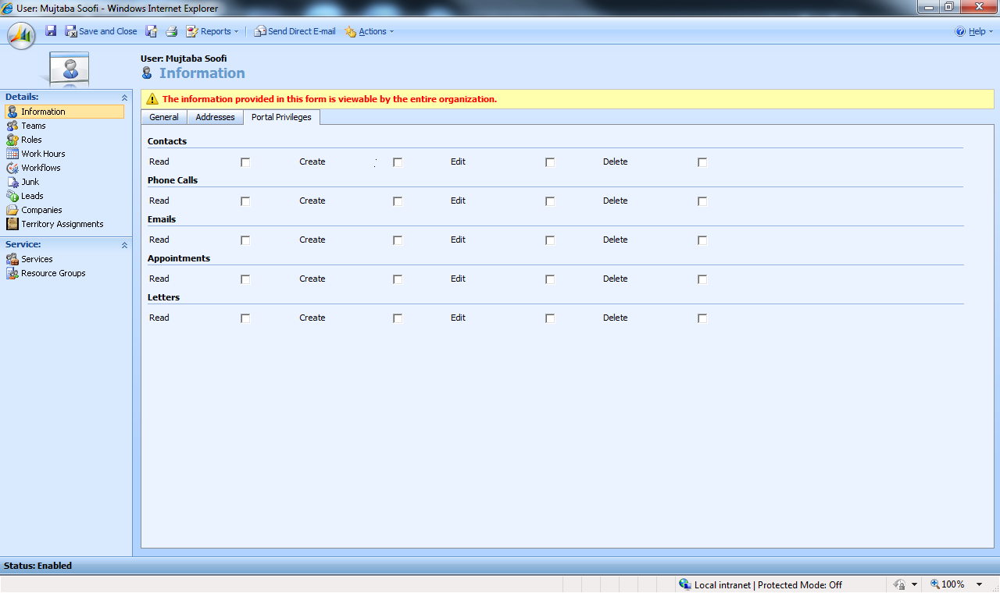 User: Mujtaba Soofi - Windows Internet Explorer
Save and Close Reports Send Direct E-mail Actions Help
User: Mujtaba Soofi
Information
Details:
Information
Teams
Roles
Work Hours
Workflows
Junk
Leads
Companies
Territory Assignments
Service:
Services
Resource Groups
The information provided in this form is viewable by the entire organization.
General Addresses Portal Privileges
Contacts
Read Create Edit Delete
Phone Calls
Read Create Edit Delete
Emails
Read Create Edit Delete
Appointments
Read Create Edit Delete
Letters
Read Create Edit Delete
Status: Enabled
Local intranet | Protected Mode: Off 100%